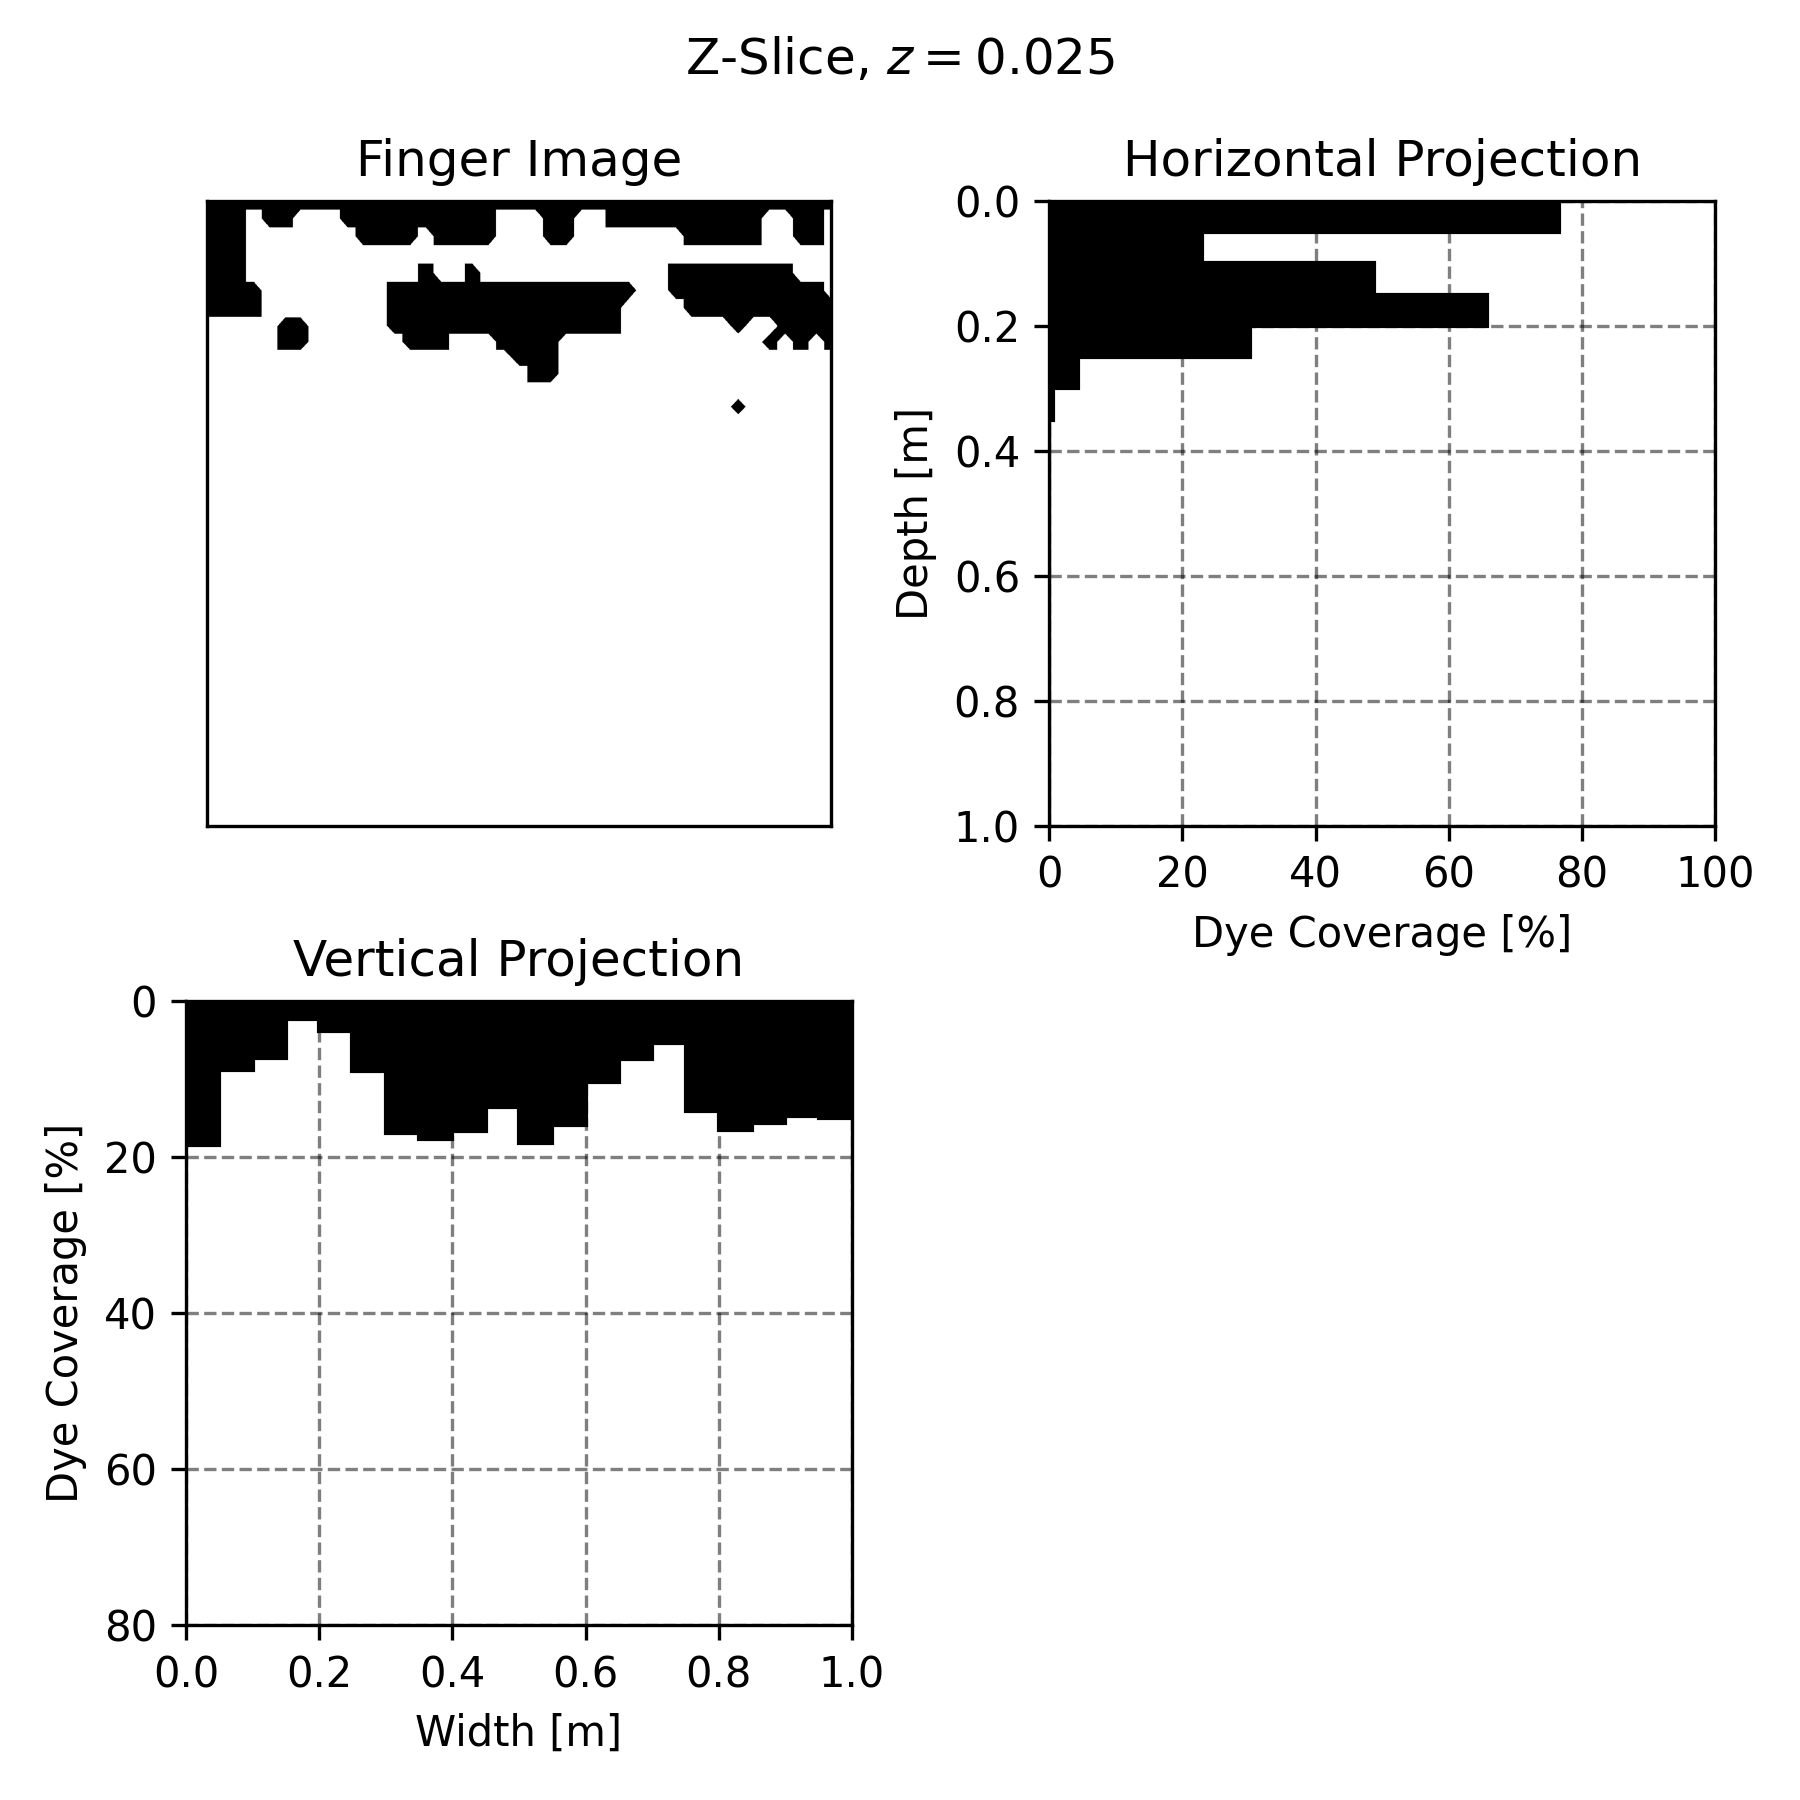 Z-Slice, z = 0.025
Finger Image
Horizontal Projection
0.0
0.2
0.4
0.6
0.8
1.0
Depth [m]
0 20 40 60 80 100
Dye Coverage [%]
Vertical Projection
0
20
40
60
80
Dye Coverage [%]
0.0 0.2 0.4 0.6 0.8 1.0
Width [m]